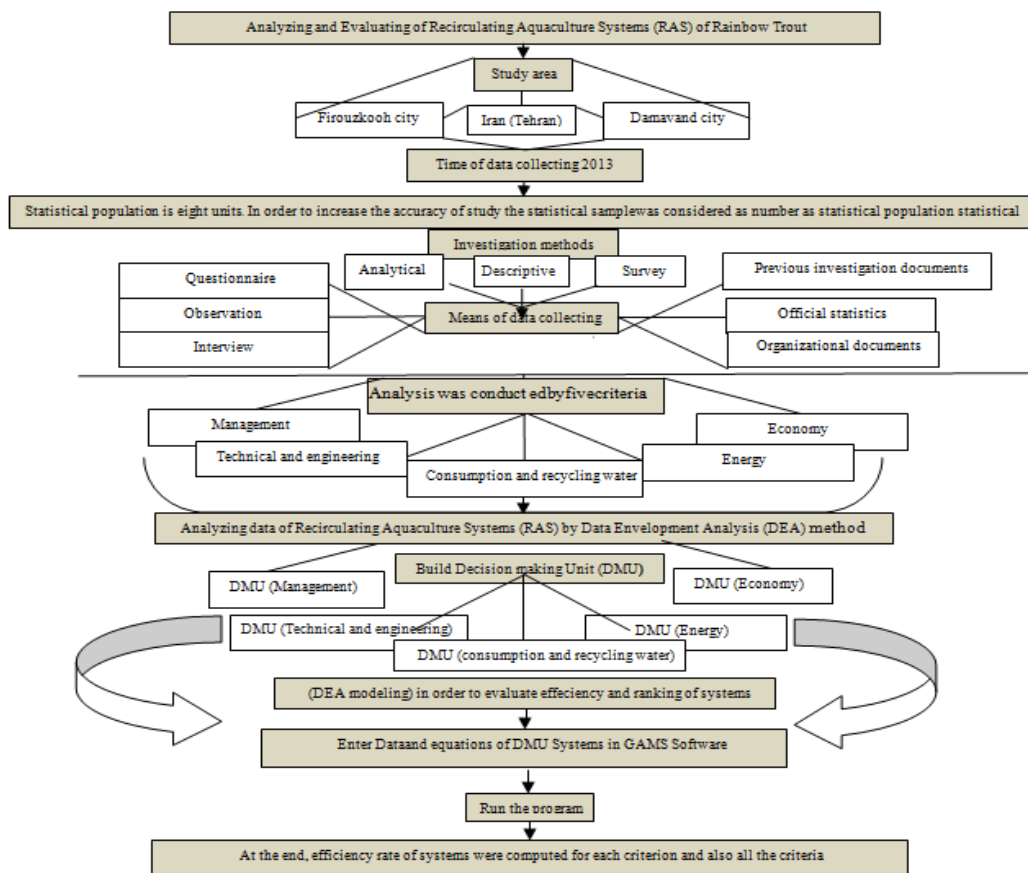 Analyzing and Evaluating of Recirculating Aquaculture Systems (RAS) of Rainbow Trout
Study area
Firouzkooh city
Iran (Tehran)
Damavand city
Time of data collecting 2013
Statistical population is eight units. In order to increase the accuracy of study the statistical samplewas considered as number as statistical population statistical
Investigation methods
Analytical
Descriptive
Survey
Questionnaire
Observation
Interview
Means of data collecting
Previous investigation documents
Official statistics
Organizational documents
Analysis was conduct edbyfivecriteria
Management
Economy
Technical and engineering
Energy
Consumption and recycling water
Analyzing data of Recirculating Aquaculture Systems (RAS) by Data Envelopment Analysis (DEA) method
Build Decision making Unit (DMU)
DMU (Management)
DMU (Economy)
DMU (Technical and engineering)
DMU (Energy)
DMU (consumption and recycling water)
(DEA modeling) in order to evaluate effeciency and ranking of systems
Enter Dataand equations of DMU Systems in GAMS Software
Run the program
At the end, efficiency rate of systems were computed for each criterion and also all the criteria